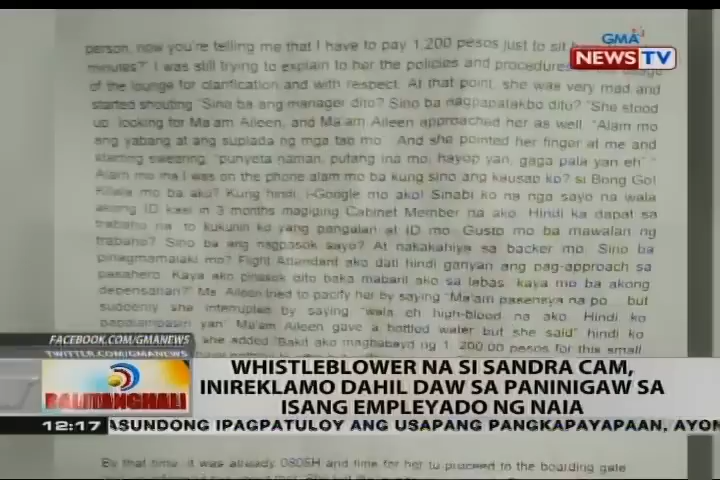 GMA
NEWS TV
person, now you're telling me that I have to pay 1,200 pesos just to sit
minutes?" I was still trying to explain to her the policies and procedures
of the lounge for clarification and with respect. At that point, she was very mad and
started shouting "Sino ba ang manager dito? Sino ba nagpapalakbo ditu? "She stood
up, looking for Ma'am Aileen, and Ma'am Aileen approached her as well. "Alam mo
ang yabang at ang suplada ng mga tao mo. And she pointed her finger at me and
starting swearing, "punyeta naman, putang ina mo, hayop yan, gaga pala yan eh" "
Alam mo ma I was on the phone alam mo ba kung sino ang kausap ko? si Bong Go!
Kilala mo ba ako? Kung hindi, i-Google mo ako! Sinabi ko na nga sayo na wala
akong ID kasi in 3 months magiging Cabinet Member na ako. Hindi ka dapat sa
trabaho na to kukunin ko yang pangalan at ID mo. Gusto mo ba mawalan ng
trabaho? Sino ba ang nagpasok sayo? At nakakahiya sa backer mo. Sino ba
pinagmamalaki mo? Flight Attendant ako dati hindi ganyan ang pag-approach sa
pasahero. Kaya ako pinasok dito baka mabaril ako sa labas, kaya mo ba akong
depensahan?" Ms. Aileen tried to pacify her by saying "Ma'am pasensya na po... but
suddenly she interrupted by saying "wala eh high-blood na ako. Hindi ko
yan" Ma'am Aileen gave a bottled water but she said" hindi ko
she added "Bakit ako magbabayad ng 1,200.00 pesos for this small
FACEBOOK.COM/GMANEWS
TWITTER.COM/GMANEWS
BALITANGHALI
WHISTLEBLOWER NA SI SANDRA CAM,
INIREKLAMO DAHIL DAW SA PANINIGAW SA
ISANG EMPLEYADO NG NAIA
12:17 ASUNDONG IPAGPATULOY ANG USAPANG PANGKAPAYAPAAN, AYON
By that time, it was already 0805H and time for her to proceed to the boarding gate